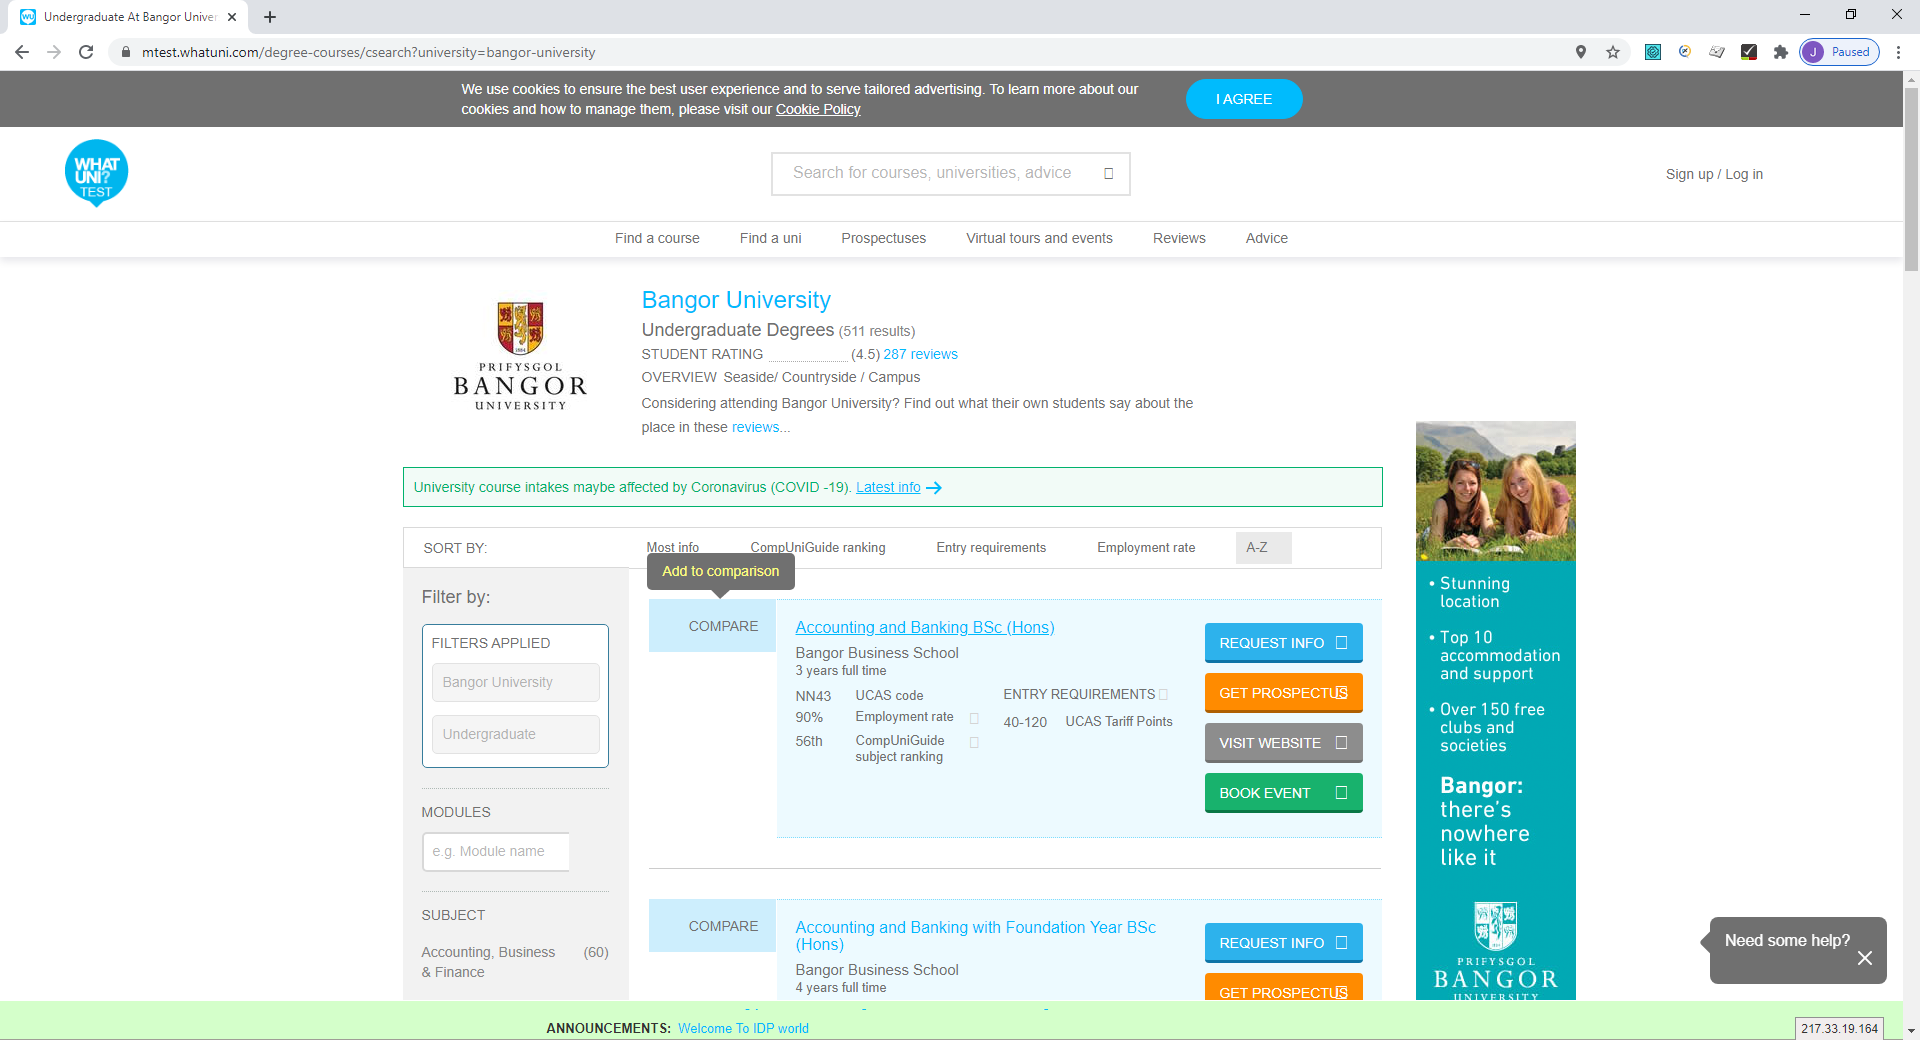 Undergraduate At Bangor Univer
mtest.whatuni.com/degree-courses/csearch?university=bangor-university
J Paused
We use cookies to ensure the best user experience and to serve tailored advertising. To learn more about our
cookies and how to manage them, please visit our Cookie Policy
I AGREE
WHAT
UNI?
TEST
Search for courses, universities, advice
Sign up / Log in
Find a course Find a uni Prospectuses Virtual tours and events Reviews Advice
PRIFYSGOL
BANGOR
UNIVERSITY
Bangor University
Undergraduate Degrees (511 results)
STUDENT RATING (4.5) 287 reviews
OVERVIEW Seaside/ Countryside / Campus
Considering attending Bangor University? Find out what their own students say about the
place in these reviews...
University course intakes maybe affected by Coronavirus (COVID -19). Latest info
SORT BY: Most info CompUniGuide ranking Entry requirements Employment rate A-Z
Add to comparison
Filter by:
FILTERS APPLIED
Bangor University
Undergraduate
MODULES
e.g. Module name
SUBJECT
Accounting, Business (60)
& Finance
COMPARE
Accounting and Banking BSc (Hons)
Bangor Business School
3 years full time
NN43 UCAS code
90% Employment rate
56th CompUniGuide
subject ranking
ENTRY REQUIREMENTS
40-120 UCAS Tariff Points
REQUEST INFO
GET PROSPECTUS
VISIT WEBSITE
BOOK EVENT
COMPARE
Accounting and Banking with Foundation Year BSc
(Hons)
Bangor Business School
4 years full time
REQUEST INFO
GET PROSPECTUS
• Stunning
location
• Top 10
accommodation
and support
• Over 150 free
clubs and
societies
Bangor:
there's
nowhere
like it
PRIFYSGOL
BANGOR
UNIVERSITY
Need some help?
ANNOUNCEMENTS: Welcome To IDP world
217.33.19.164